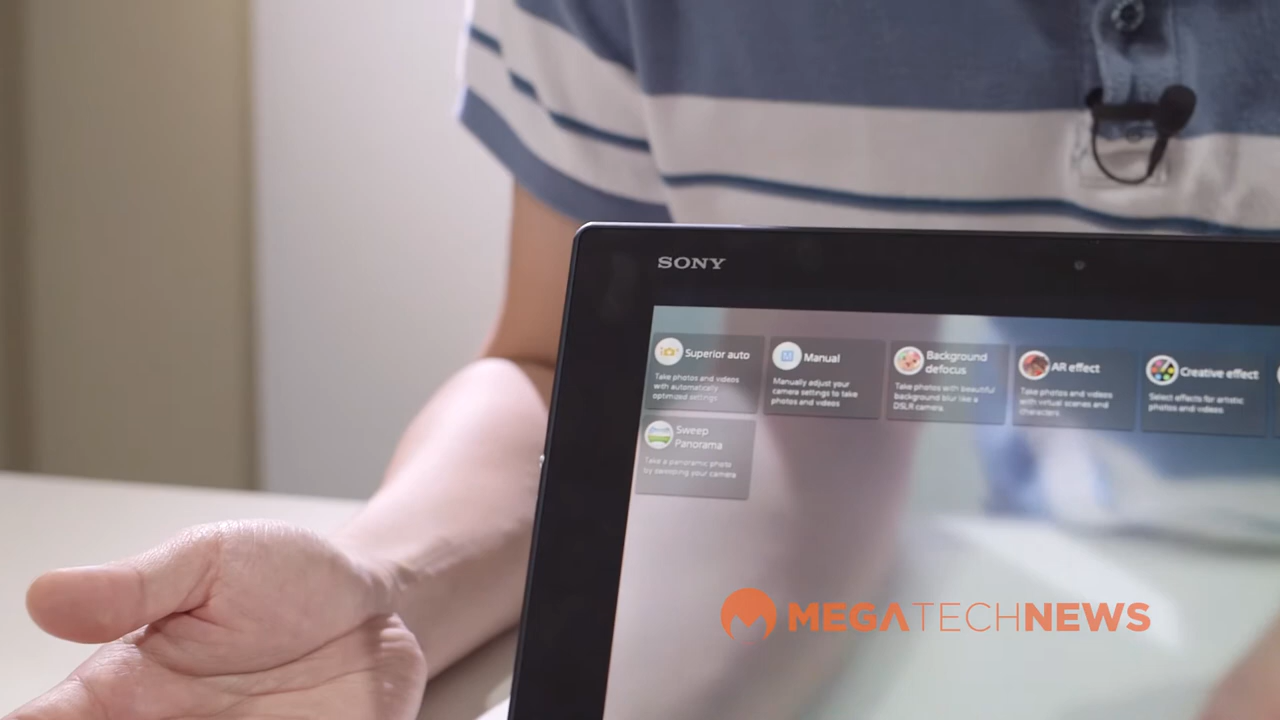 SONY
Superior auto
Take photos and videos
with automatically
optimized settings
Manual
Manually adjust your
camera settings to take
photos and videos
Background
defocus
Take photos with beautiful
background blur like a
DSLR camera
AR effect
Take photos and videos
with virtual scenes and
characters
Creative effect
Select effects for artistic
photos and videos
Sweep
Panorama
Take a panoramic photo
by sweeping your camera
MEGATECHNEWS